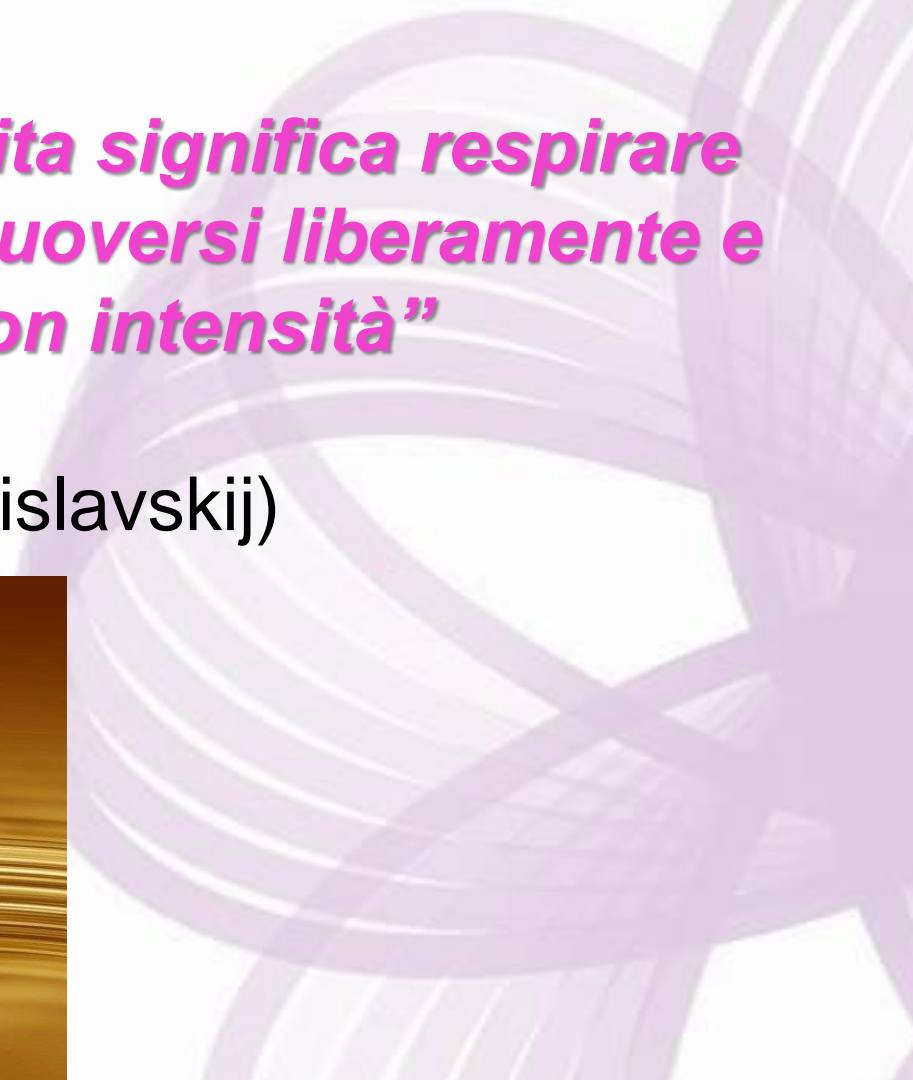 ita significa respirare
uoversi liberamente e
on intensità”
islavskij)